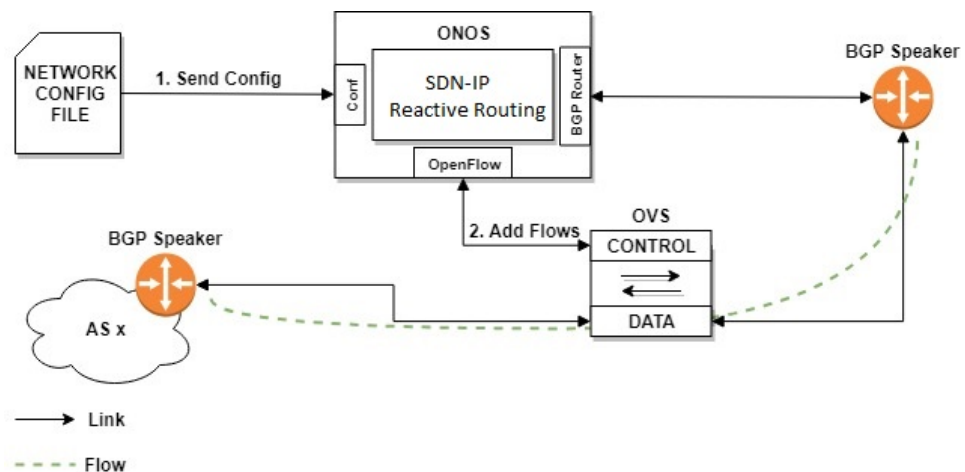 ONOS
NETWORK
CONFIG
FILE
1. Send Config
Conf
SDN-IP
Reactive Routing
BGP Router
OpenFlow
BGP Speaker
2. Add Flows
OVS
CONTROL
DATA
BGP Speaker
AS x
Link
Flow